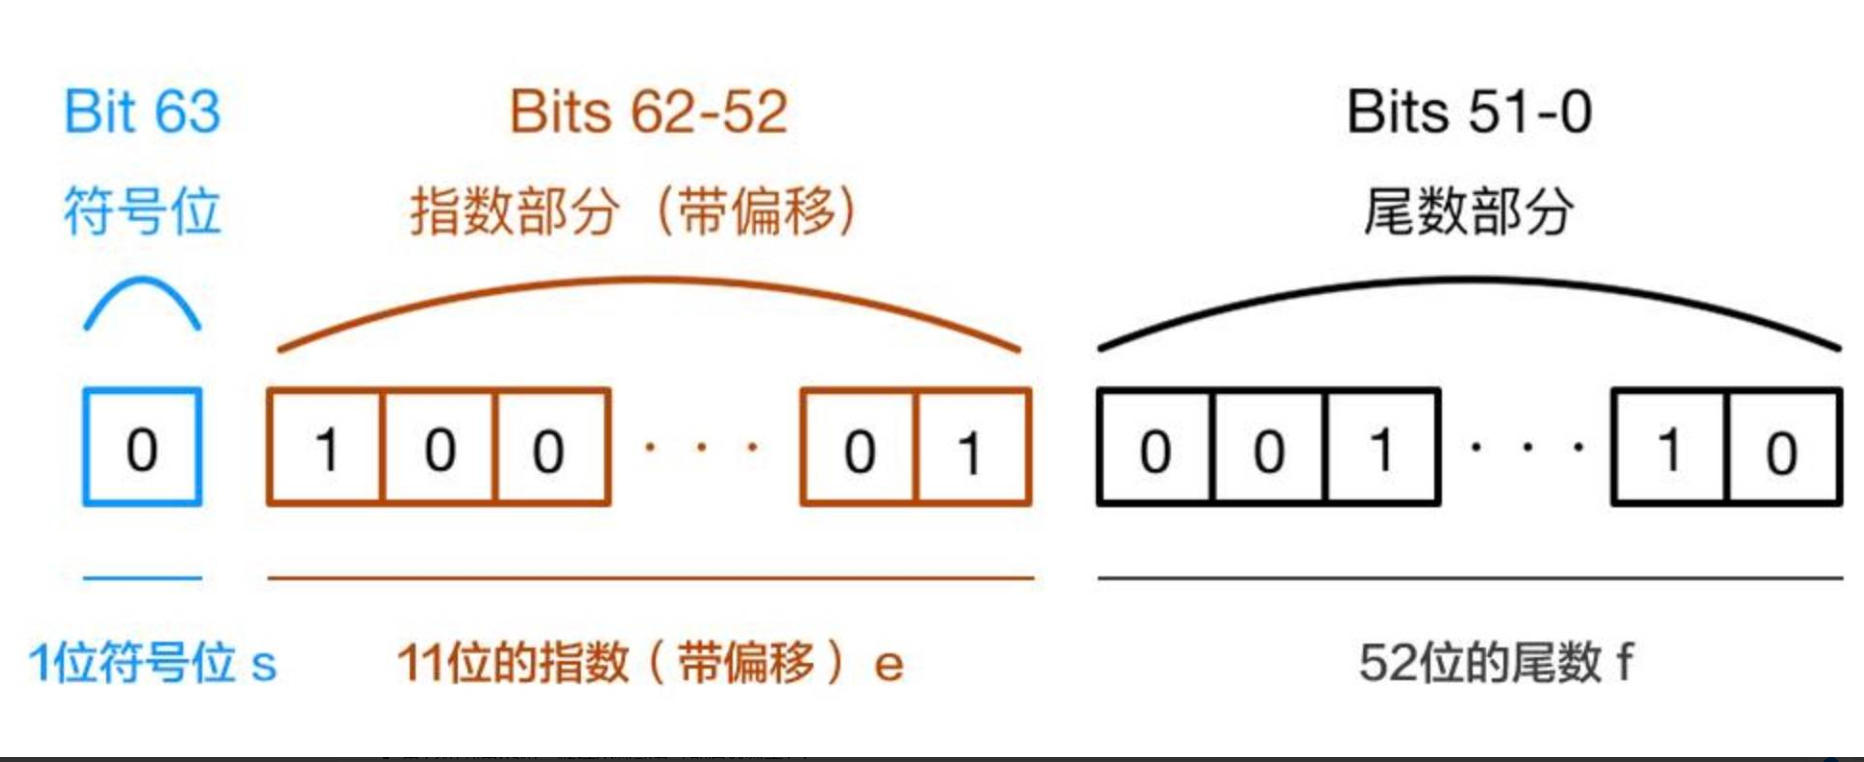 Bit 63 Bits 62-52 Bits 51-0
符号位 指数部分（带偏移） 尾数部分
0 1 0 0 · · · 0 1 0 0 1 · · · 1 0
1位符号位 s 11位的指数（带偏移）e 52位的尾数 f